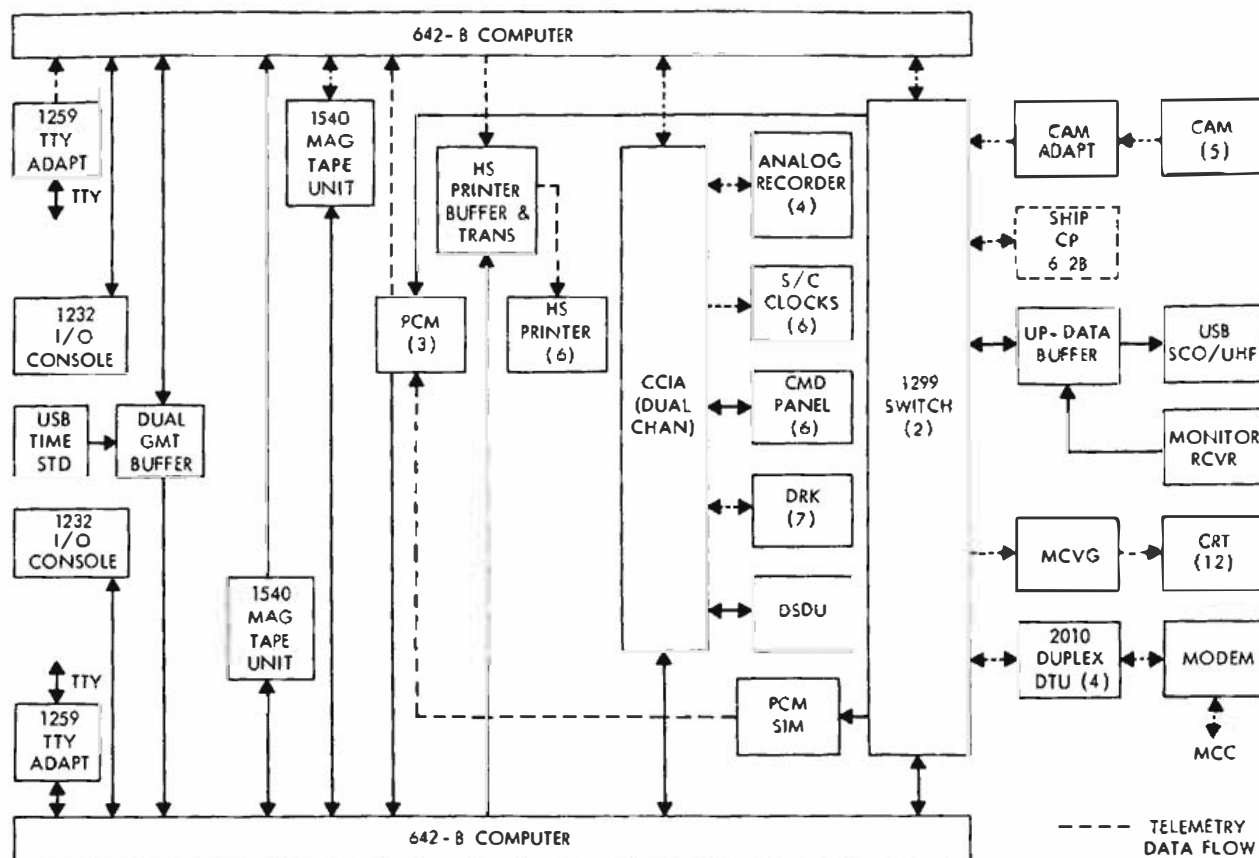 642-B COMPUTER
1259
TTY
ADAPT
TTY
1232
I/O
CONSOLE
USB
TIME
STD
DUAL
GMT
BUFFER
1232
I/O
CONSOLE
TTY
1259
TTY
ADAPT
1540
MAG
TAPE
UNIT
1540
MAG
TAPE
UNIT
HS
PRINTER
BUFFER &
TRANS
PCM
(3)
HS
PRINTER
(6)
CCIA
(DUAL
CHAN)
ANALOG
RECORDER
(4)
S/C
CLOCKS
(6)
CMD
PANEL
(6)
DRK
(7)
DSDU
PCM
SIM
1299
SWITCH
(2)
CAM
ADAPT
CAM
(5)
SHIP
CP
6 2B
UP-DATA
BUFFER
USB
SCO/UHF
MONITOR
RCVR
MCVG
CRT
(12)
2010
DUPLEX
DTU (4)
MODEM
MCC
642-B COMPUTER
TELEMETRY
DATA FLOW